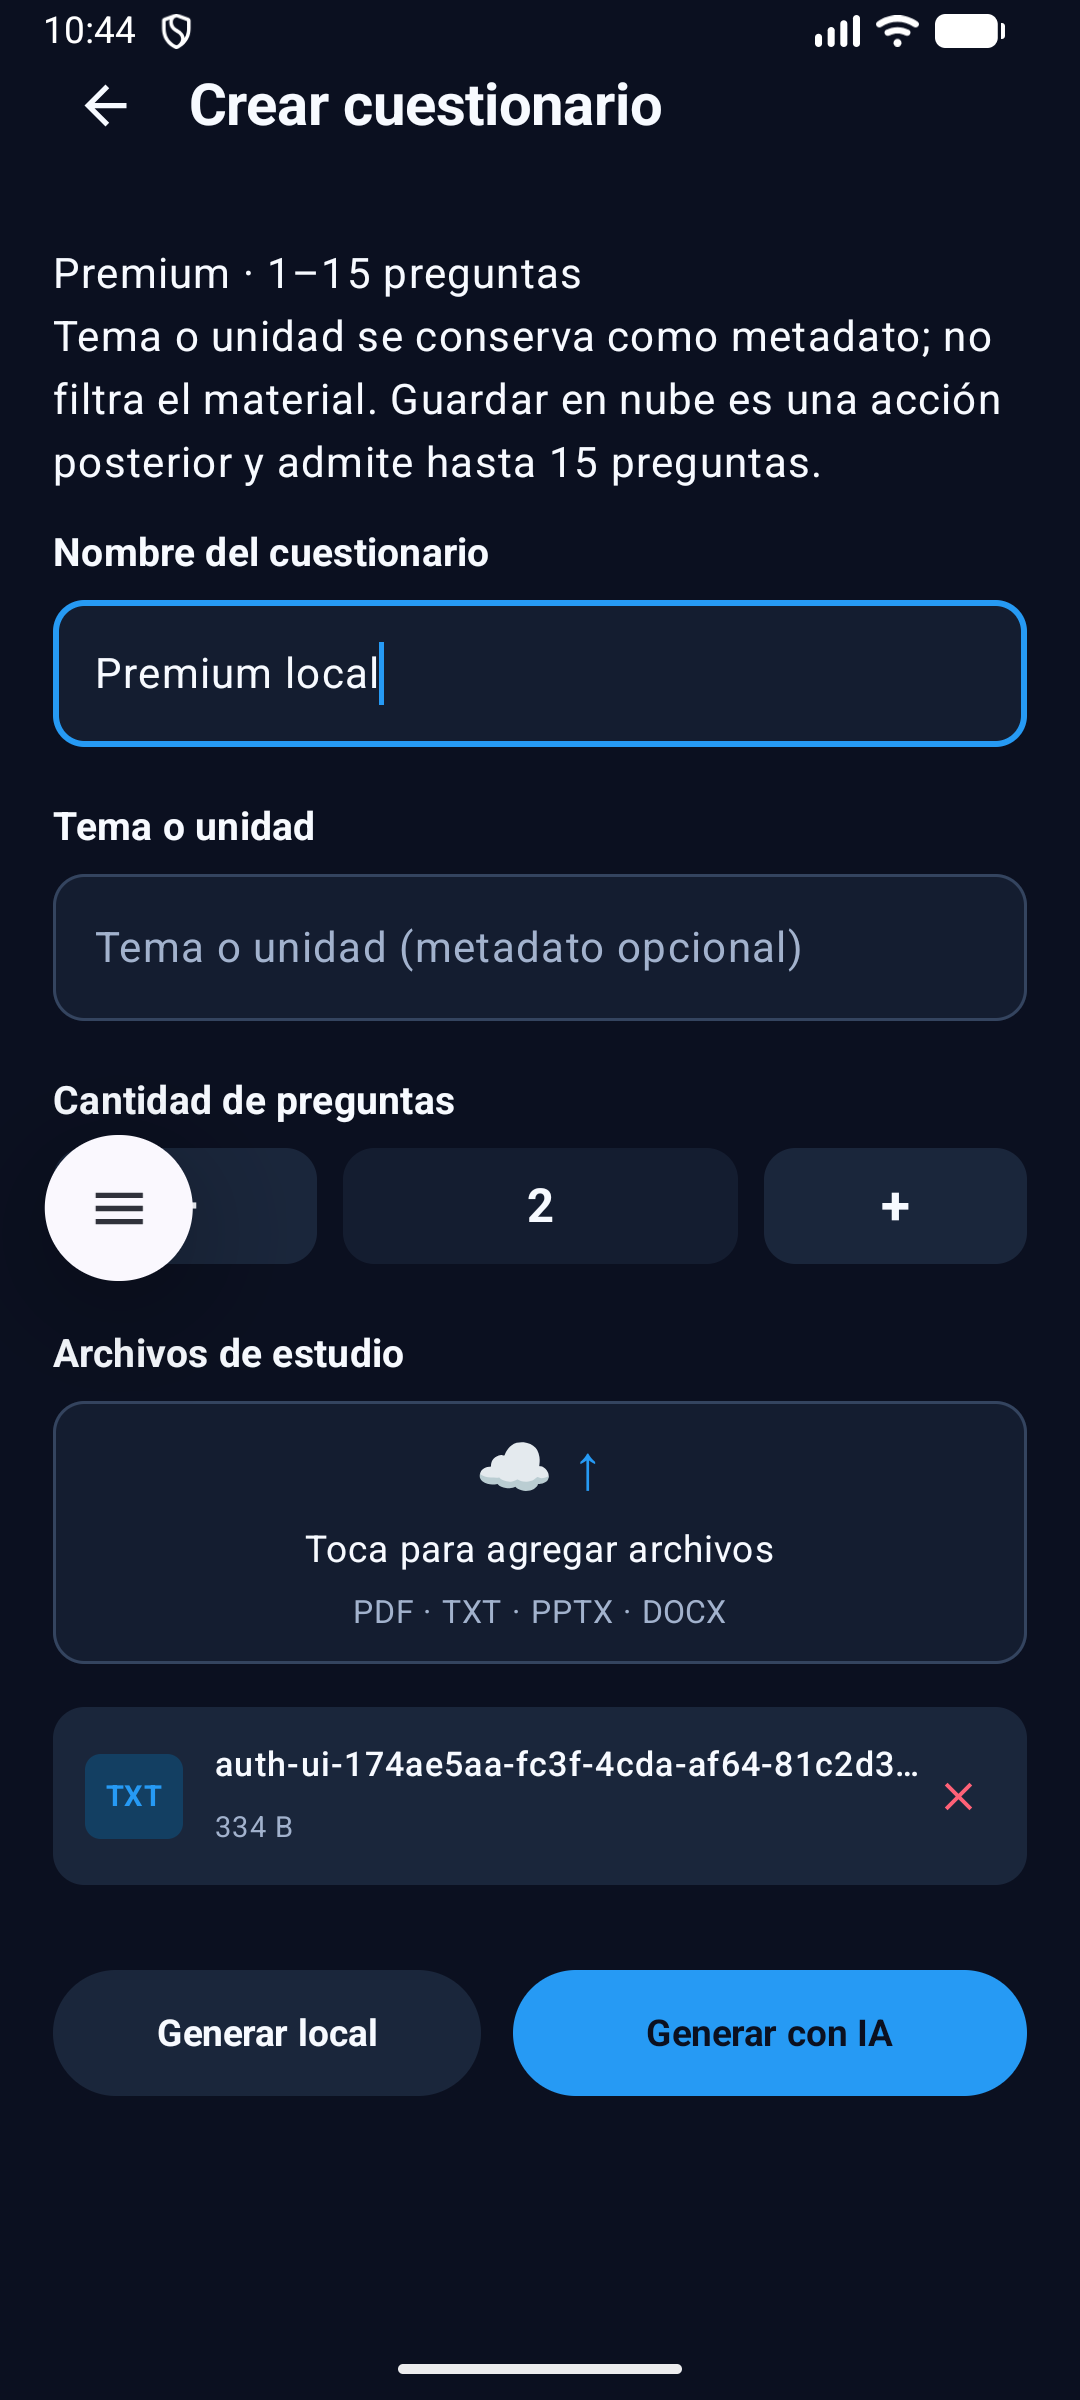 10:44
Crear cuestionario
Premium · 1–15 preguntas
Tema o unidad se conserva como metadato; no
filtra el material. Guardar en nube es una acción
posterior y admite hasta 15 preguntas.
Nombre del cuestionario
Premium local
Tema o unidad
Tema o unidad (metadato opcional)
Cantidad de preguntas
2
+
Archivos de estudio
↑
Toca para agregar archivos
PDF · TXT · PPTX · DOCX
TXT
auth-ui-174ae5aa-fc3f-4cda-af64-81c2d3…
334 B
Generar local
Generar con IA